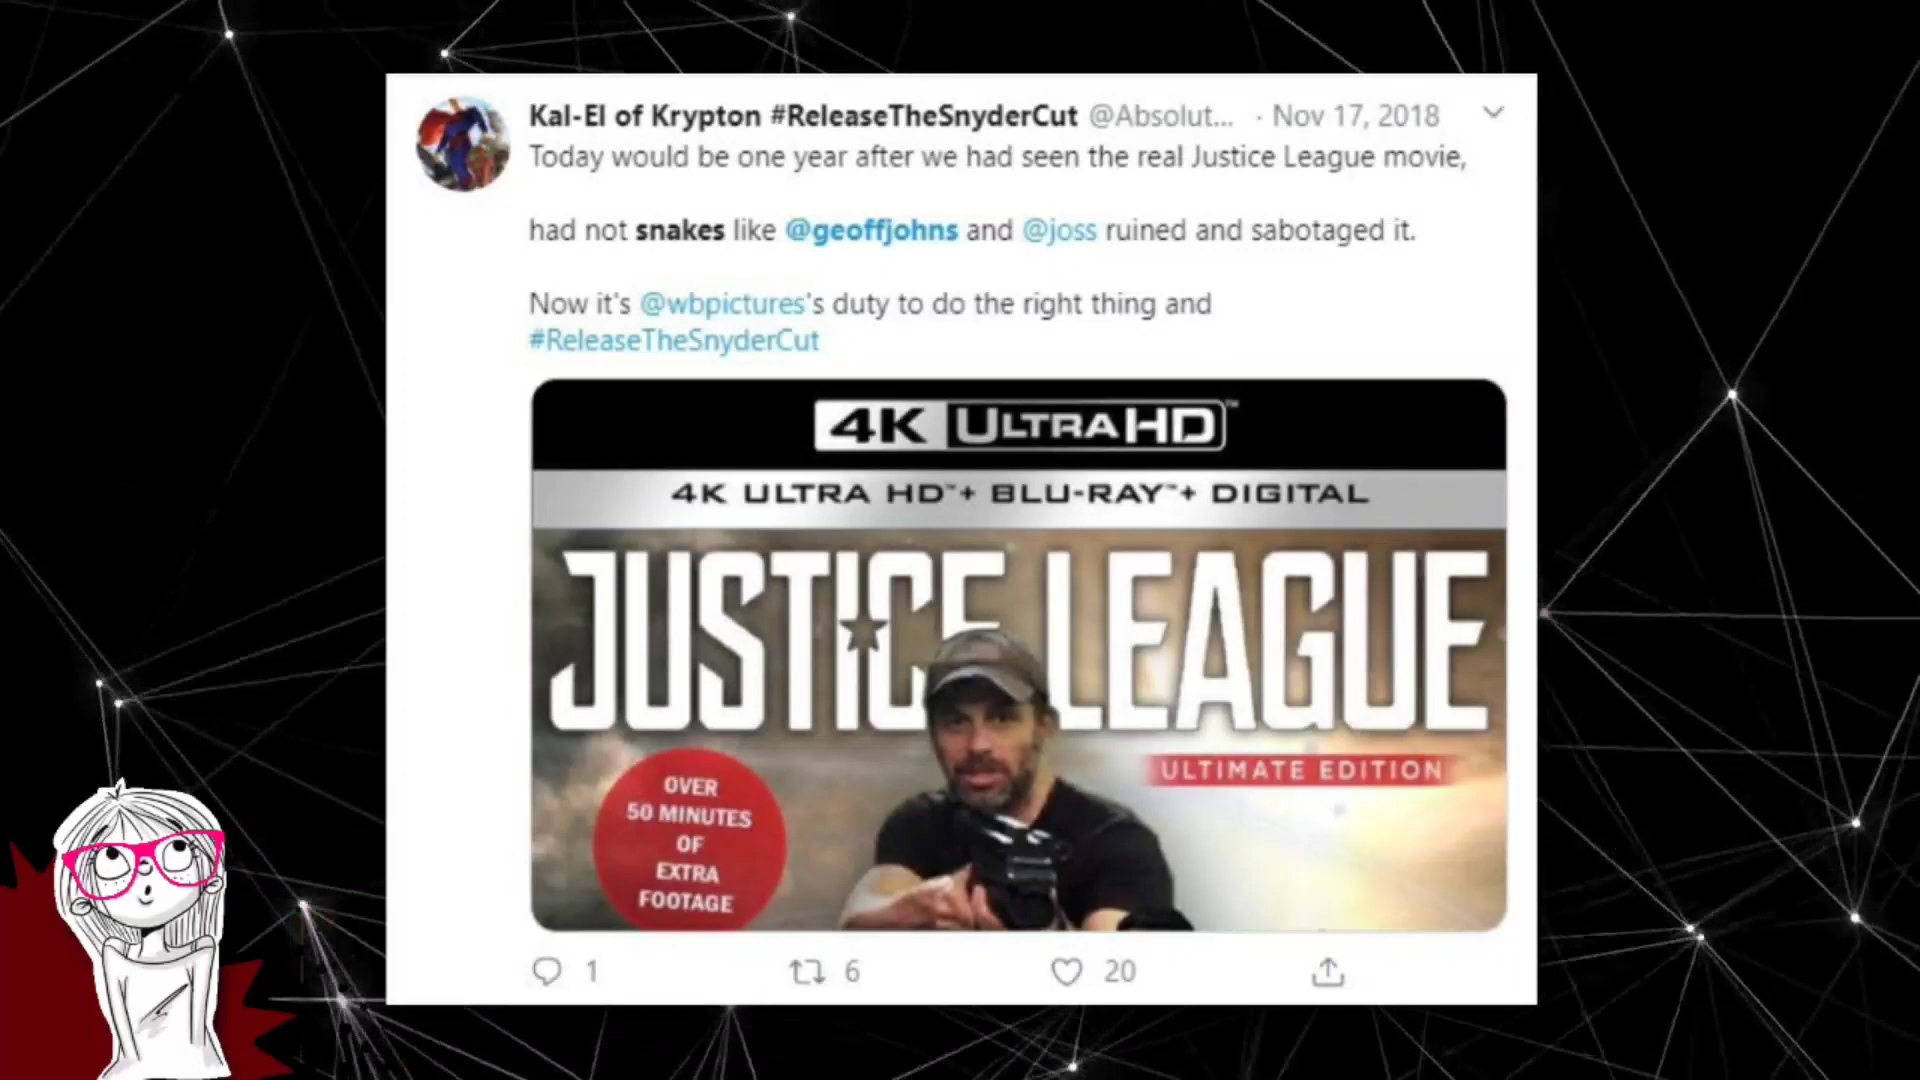 Kal-El of Krypton #ReleaseTheSnyderCut @Absolut... · Nov 17, 2018
Today would be one year after we had seen the real Justice League movie,
had not snakes like @geoffjohns and @joss ruined and sabotaged it.
Now it's @wbpictures's duty to do the right thing and
#ReleaseTheSnyderCut
4K ULTRA HD™
4K ULTRA HD™+ BLU-RAY™+ DIGITAL
JUSTICE LEAGUE
ULTIMATE EDITION
OVER
50 MINUTES
OF
EXTRA
FOOTAGE
1 6 20